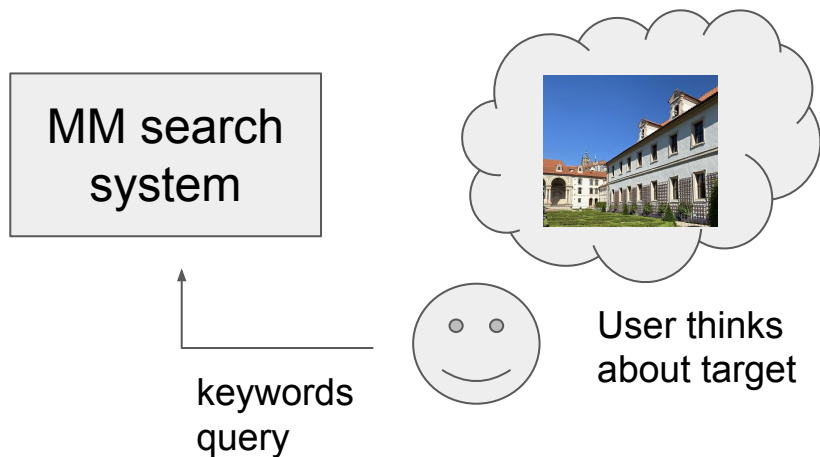 MM search
system
User thinks
about target
keywords
query